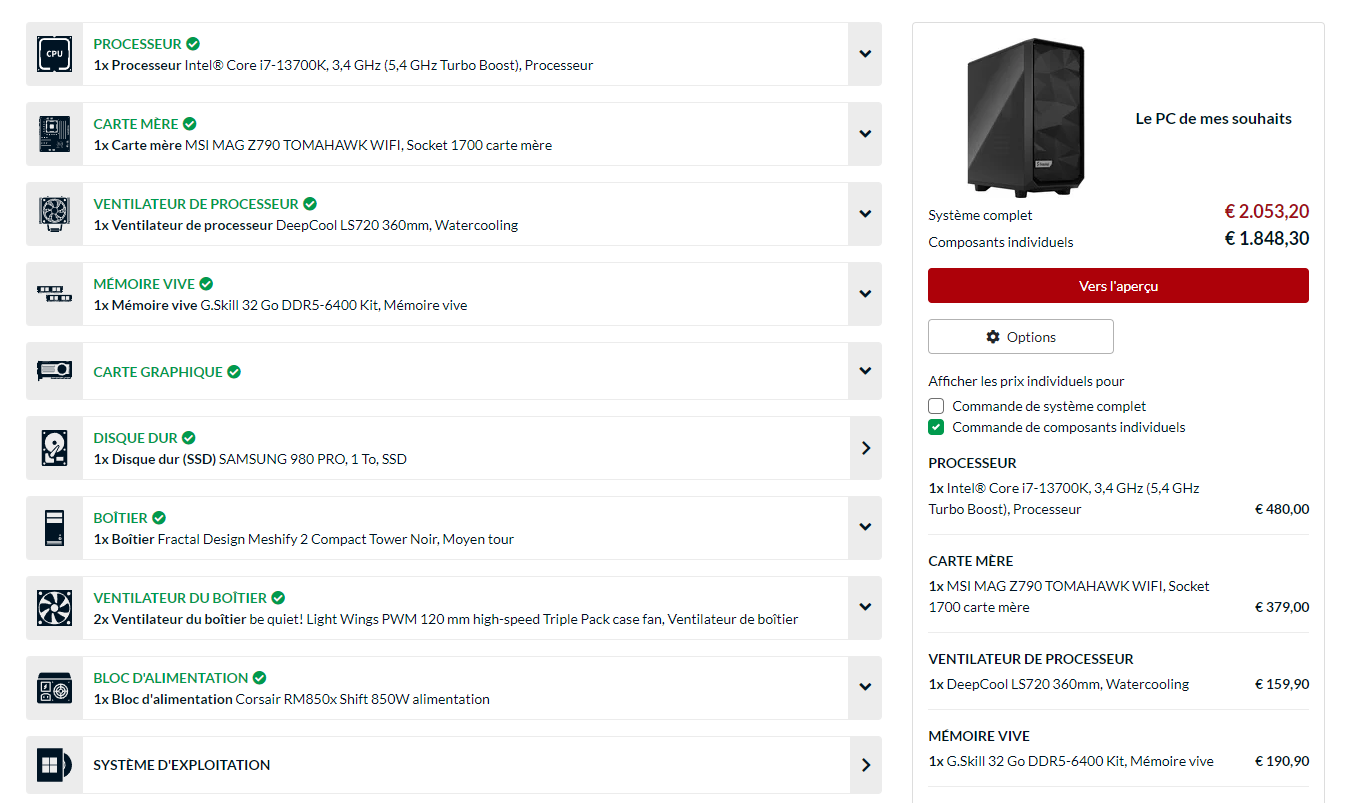 CPU
PROCESSEUR
1x Processeur Intel® Core i7-13700K, 3,4 GHz (5,4 GHz Turbo Boost), Processeur
CARTE MÈRE
1x Carte mère MSI MAG Z790 TOMAHAWK WIFI, Socket 1700 carte mère
VENTILATEUR DE PROCESSEUR
1x Ventilateur de processeur DeepCool LS720 360mm, Watercooling
MÉMOIRE VIVE
1x Mémoire vive G.Skill 32 Go DDR5-6400 Kit, Mémoire vive
CARTE GRAPHIQUE
DISQUE DUR
1x Disque dur (SSD) SAMSUNG 980 PRO, 1 To, SSD
BOÎTIER
1x Boîtier Fractal Design Meshify 2 Compact Tower Noir, Moyen tour
VENTILATEUR DU BOÎTIER
2x Ventilateur du boîtier be quiet! Light Wings PWM 120 mm high-speed Triple Pack case fan, Ventilateur de boîtier
BLOC D'ALIMENTATION
1x Bloc d'alimentation Corsair RM850x Shift 850W alimentation
SYSTÈME D'EXPLOITATION
Le PC de mes souhaits
Système complet € 2.053,20
Composants individuels € 1.848,30
Vers l'aperçu
Options
Afficher les prix individuels pour
Commande de système complet
Commande de composants individuels
PROCESSEUR
1x Intel® Core i7-13700K, 3,4 GHz (5,4 GHz
Turbo Boost), Processeur € 480,00
CARTE MÈRE
1x MSI MAG Z790 TOMAHAWK WIFI, Socket
1700 carte mère € 379,00
VENTILATEUR DE PROCESSEUR
1x DeepCool LS720 360mm, Watercooling € 159,90
MÉMOIRE VIVE
1x G.Skill 32 Go DDR5-6400 Kit, Mémoire vive € 190,90